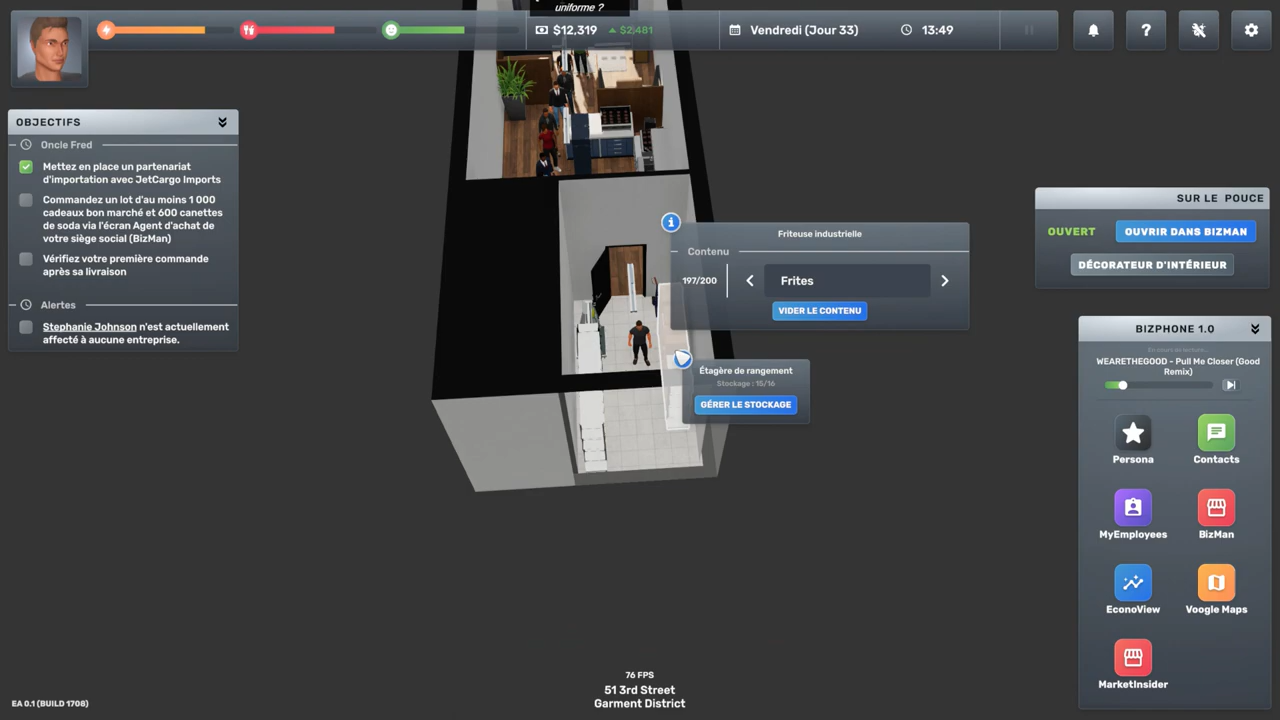 uniforme ?
$12,319
$2,481
Vendredi (Jour 33)
13:49
?
OBJECTIFS
Oncle Fred
Mettez en place un partenariat
d'importation avec JetCargo Imports
Commandez un lot d'au moins 1 000
cadeaux bon marché et 600 canettes
de soda via l'écran Agent d'achat de
votre siège social (BizMan)
Vérifiez votre première commande
après sa livraison
Alertes
Stephanie Johnson n'est actuellement
affecté à aucune entreprise.
Friteuse industrielle
Contenu
197/200
Frites
VIDER LE CONTENU
Étagère de rangement
Stockage : 15/16
GÉRER LE STOCKAGE
SUR LE POUCE
OUVERT
OUVRIR DANS BIZMAN
DÉCORATEUR D'INTÉRIEUR
BIZPHONE 1.0
En cours de lecture...
WEARETHEGOOD - Pull Me Closer (Good
Remix)
Persona
Contacts
MyEmployees
BizMan
EconoView
Voogle Maps
MarketInsider
76 FPS
51 3rd Street
Garment District
EA 0.1 (BUILD 1708)